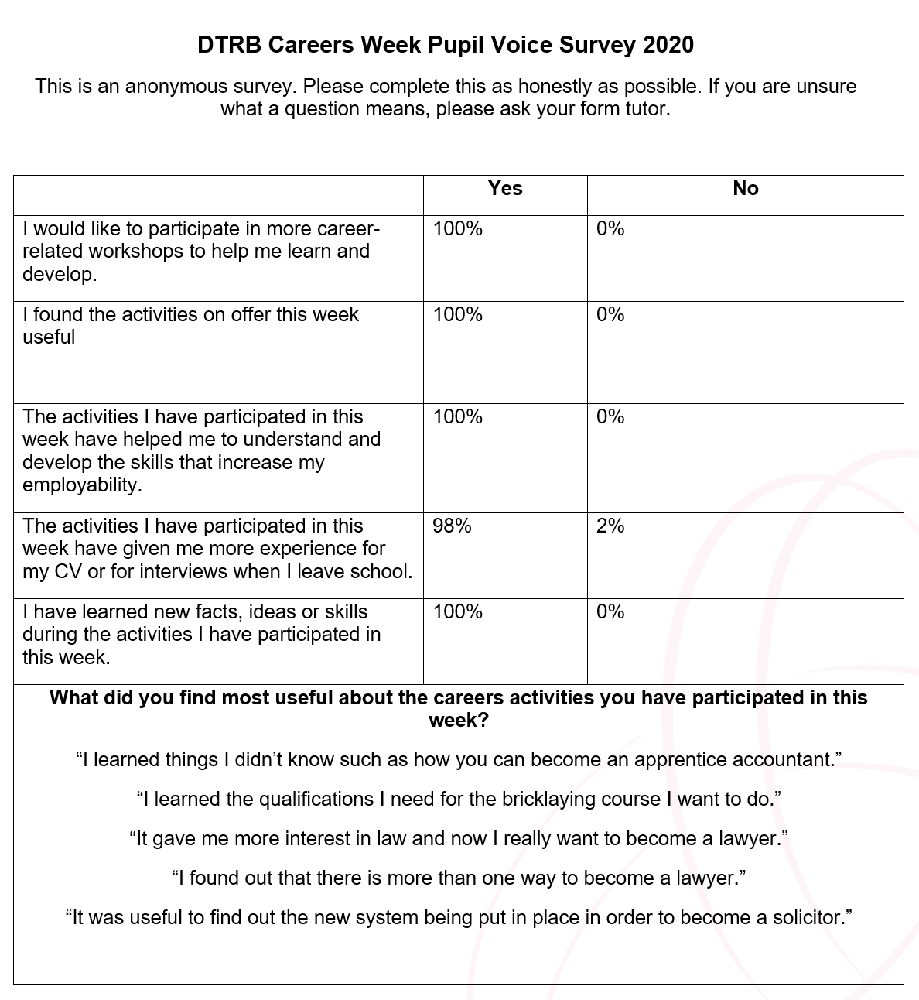 DTRB Careers Week Pupil Voice Survey 2020
This is an anonymous survey. Please complete this as honestly as possible. If you are unsure
what a question means, please ask your form tutor.
Yes
No
I would like to participate in more career-
related workshops to help me learn and
develop.
100%
0%
I found the activities on offer this week
useful
100%
0%
The activities I have participated in this
week have helped me to understand and
develop the skills that increase my
employability.
100%
0%
The activities I have participated in this
week have given me more experience for
my CV or for interviews when I leave school.
98%
2%
I have learned new facts, ideas or skills
during the activities I have participated in
this week.
100%
0%
What did you find most useful about the careers activities you have participated in this
week?
“I learned things I didn’t know such as how you can become an apprentice accountant.”
“I learned the qualifications I need for the bricklaying course I want to do.”
“It gave me more interest in law and now I really want to become a lawyer.”
“I found out that there is more than one way to become a lawyer.”
“It was useful to find out the new system being put in place in order to become a solicitor.”